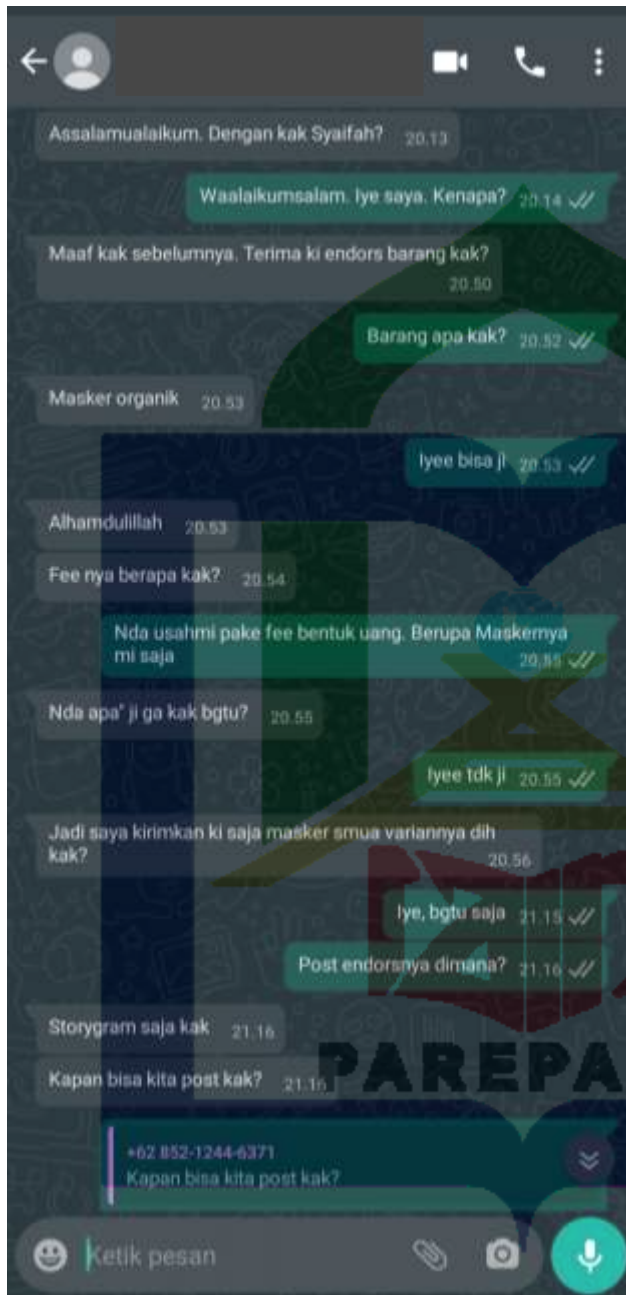 Assalamualaikum. Dengan kak Syaifah? 20.13
Waalaikumsalam. Iye saya. Kenapa? 20.14
Maaf kak sebelumnya. Terima ki endors barang kak?
20.50
Barang apa kak? 20.52
Masker organik 20.53
Iyee bisa ji 20.53
Alhamdulillah 20.53
Fee nya berapa kak? 20.54
Nda usahmi pake fee bentuk uang. Berupa Maskernya
mi saja
20.55
Nda apa' ji ga kak bgtu? 20.55
Iyee tdk ji 20.55
Jadi saya kirimkan ki saja masker smua variannya dih
kak?
20.56
Iye, bgtu saja 21.15
Post endorsnya dimana? 21.16
Storygram saja kak 21.16
Kapan bisa kita post kak? 21.16
PAREPA
+62 852-1244-6371
Kapan bisa kita post kak?
Ketik pesan